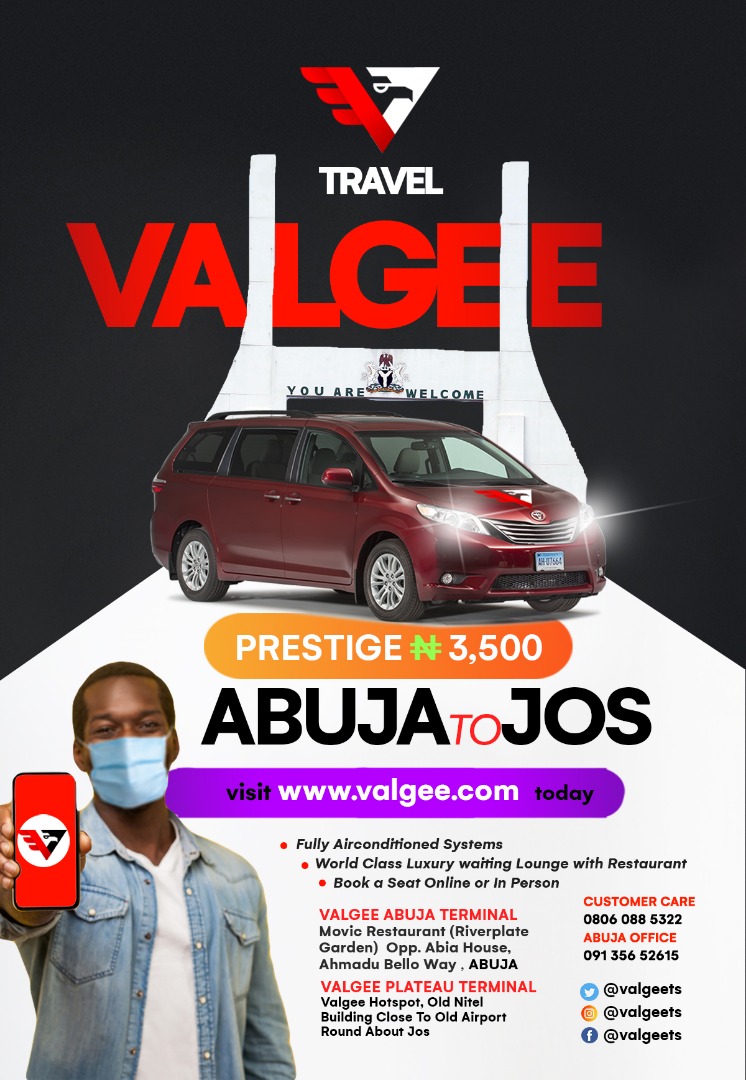 TRAVEL
VALGEE
YOU ARE WELCOME
AH-U7664
PRESTIGE ₦ 3,500
ABUJA TO JOS
visit www.valgee.com today
Fully Airconditioned Systems
World Class Luxury waiting Lounge with Restaurant
Book a Seat Online or In Person
VALGEE ABUJA TERMINAL
Movic Restaurant (Riverplate
Garden) Opp. Abia House,
Ahmadu Bello Way , ABUJA
VALGEE PLATEAU TERMINAL
Valgee Hotspot, Old Nitel
Building Close To Old Airport
Round About Jos
CUSTOMER CARE
0806 088 5322
ABUJA OFFICE
091 356 52615
@valgeets
@valgeets
@valgeets